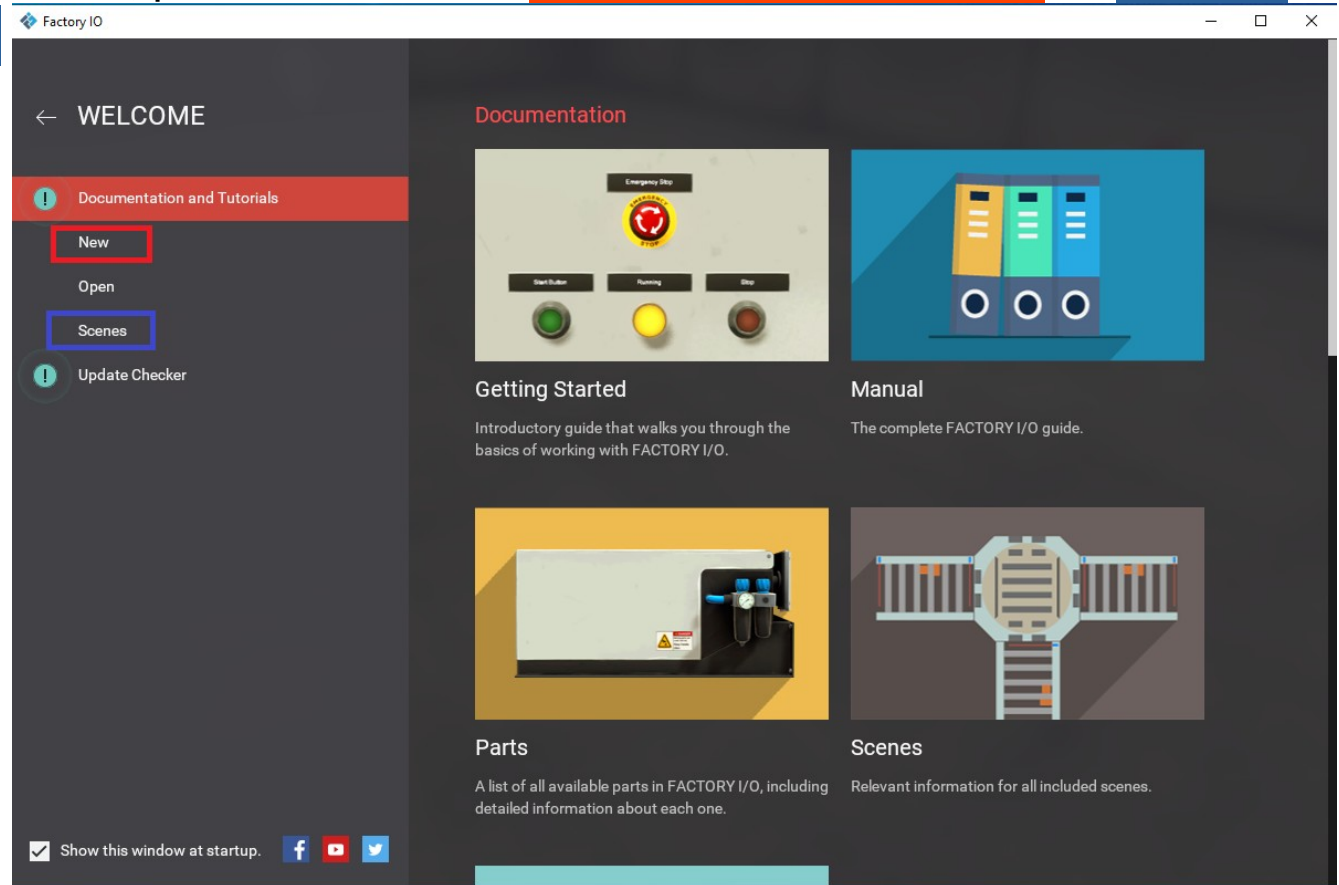 Factory IO
WELCOME
Documentation and Tutorials
New
Open
Scenes
Update Checker
Show this window at startup.
Documentation
Emergency Stop
EMERGENCY
STOP
Start Button
Running
Stop
Getting Started
Introductory guide that walks you through the
basics of working with FACTORY I/O.
Manual
The complete FACTORY I/O guide.
Parts
A list of all available parts in FACTORY I/O, including
detailed information about each one.
Scenes
Relevant information for all included scenes.